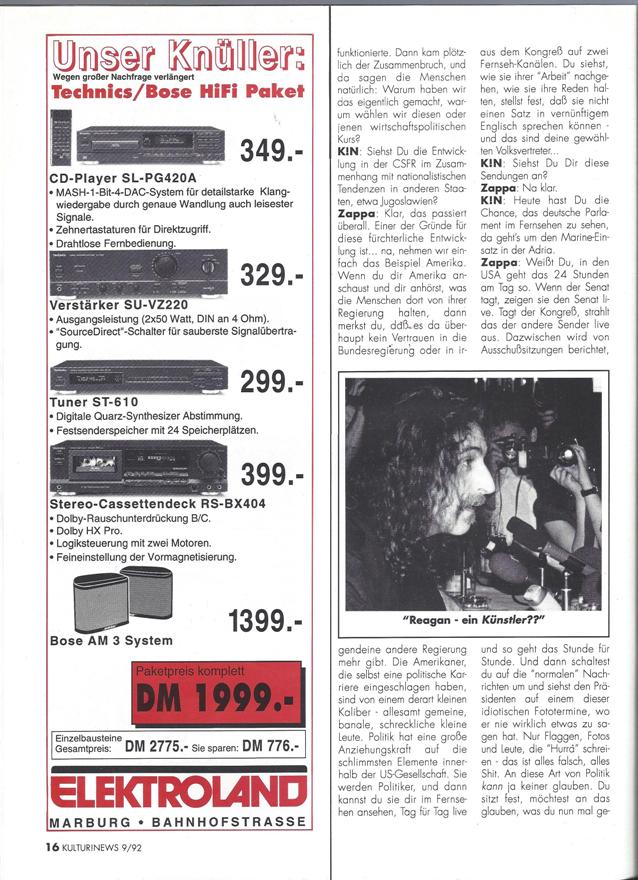 Unser Knüller:
Wegen großer Nachfrage verlängert
Technics/Bose HiFi Paket
349.-
CD-Player SL-PG420A
• MASH-1-Bit-4-DAC-System für detailstarke Klang-
wiedergabe durch genaue Wandlung auch leisester
Signale.
• Zehnertastaturen für Direktzugriff.
• Drahtlose Fernbedienung.
329.-
Verstärker SU-VZ220
• Ausgangsleistung (2x50 Watt, DIN an 4 Ohm).
• "SourceDirect"-Schalter für sauberste Signalübertra-
gung.
299.-
Tuner ST-610
• Digitale Quarz-Synthesizer Abstimmung.
• Festsenderspeicher mit 24 Speicherplätzen.
399.-
Stereo-Cassettendeck RS-BX404
• Dolby-Rauschunterdrückung B/C.
• Dolby HX Pro.
• Logiksteuerung mit zwei Motoren.
• Feineinstellung der Vormagnetisierung.
1399.-
Bose AM 3 System
Paketpreis komplett
DM 1999.-
Einzelbausteine
Gesamtpreis: DM 2775.- Sie sparen: DM 776.-
ELEKTROLAND
MARBURG • BAHNHOFSTRASSE
16 KULTURNEWS 9/92
funktionierte. Dann kam plötz-
lich der Zusammenbruch, und
da sagen die Menschen
natürlich: Warum haben wir
das eigentlich gemacht, war-
um wählen wir diesen oder
jenen wirtschaftspolitischen
Kurs?
K!N: Siehst Du die Entwick-
lung in der CSFR im Zusam-
menhang mit nationalistischen
Tendenzen in anderen Staa-
ten, etwa Jugoslawien?
Zappa: Klar, das passiert
überall. Einer der Gründe für
diese fürchterliche Entwick-
lung ist... na, nehmen wir ein-
fach das Beispiel Amerika.
Wenn du dir Amerika an-
schaust und dir anhörst, was
die Menschen dort von ihrer
Regierung halten, dann
merkst du, daß es da über-
haupt kein Vertrauen in die
Bundesregierung oder in ir-
aus dem Kongreß auf zwei
Fernseh-Kanälen. Du siehst,
wie sie ihrer "Arbeit" nachge-
hen, wie sie ihre Reden hal-
ten, stellst fest, daß sie nicht
einen Satz in vernünftigem
Englisch sprechen können -
und das sind deine gewähl-
ten Volksvertreter...
K!N: Siehst Du Dir diese
Sendungen an?
Zappa: Na klar.
K!N: Heute hast Du die
Chance, das deutsche Parla-
ment im Fernsehen zu sehen,
da geht's um den Marine-Ein-
satz in der Adria.
Zappa: Weißt Du, in den
USA geht das 24 Stunden
am Tag so. Wenn der Senat
tagt, zeigen sie den Senat li-
ve. Tagt der Kongreß, strahlt
das der andere Sender live
aus. Dazwischen wird von
Ausschußsitzungen berichtet,
"Reagan - ein Künstler??"
gendeine andere Regierung
mehr gibt. Die Amerikaner,
die selbst eine politische Kar-
riere eingeschlagen haben,
sind von einem derart kleinen
Kaliber - allesamt gemeine,
banale, schreckliche kleine
Leute. Politik hat eine große
Anziehungskraft auf die
schlimmsten Elemente inner-
halb der US-Gesellschaft. Sie
werden Politiker, und dann
kannst du sie dir im Fernse-
hen ansehen, Tag für Tag live
und so geht das Stunde für
Stunde. Und dann schaltest
du auf die "normalen" Nach-
richten um und siehst den Prä-
sidenten auf einem dieser
idiotischen Fototermine, wo
er nie wirklich etwas zu sa-
gen hat. Nur Flaggen, Fotos
und Leute, die "Hurrá" schrei-
en - das ist alles falsch, alles
Shit. An diese Art von Politik
kann ja keiner glauben. Du
sitzt fest, möchtest an das
glauben, was du nun mal ge-